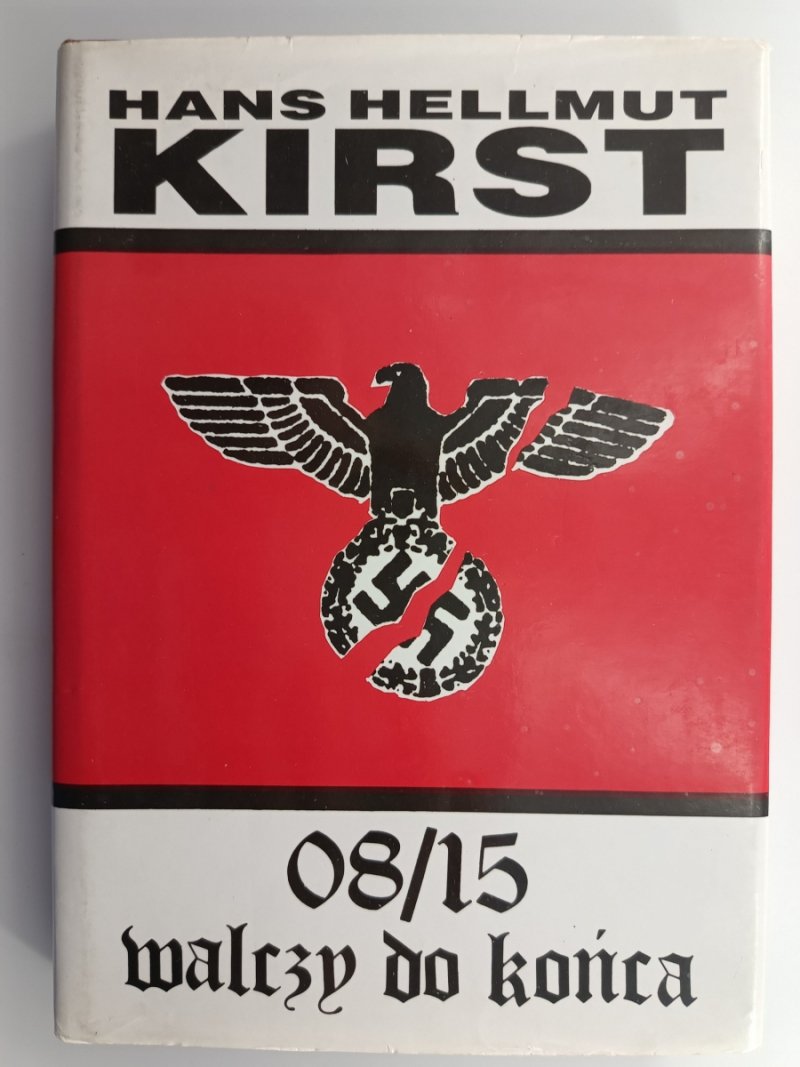 HANS HELLMUT
KIRST
08/15
walczy do końca